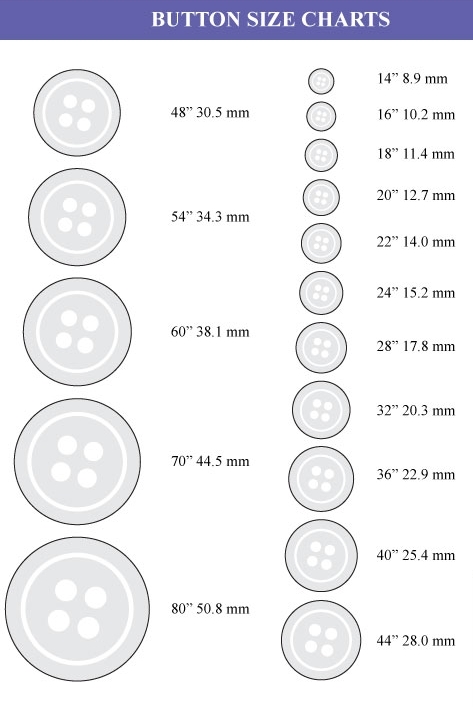 BUTTON SIZE CHARTS
48” 30.5 mm
54” 34.3 mm
60” 38.1 mm
70” 44.5 mm
80” 50.8 mm
14” 8.9 mm
16” 10.2 mm
18” 11.4 mm
20” 12.7 mm
22” 14.0 mm
24” 15.2 mm
28” 17.8 mm
32” 20.3 mm
36” 22.9 mm
40” 25.4 mm
44” 28.0 mm